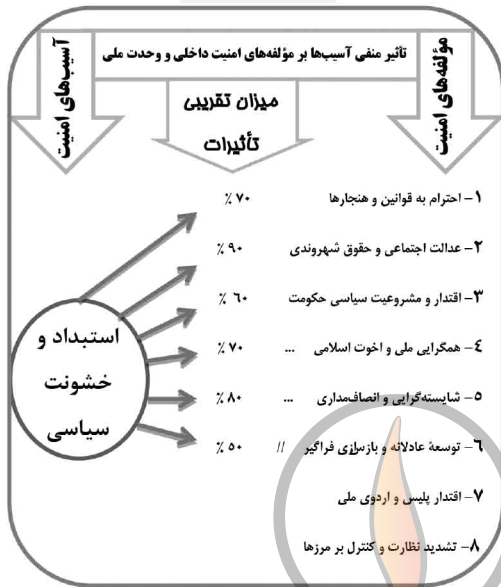 تأثیر منفی آسیب‌ها بر مؤلفه‌های امنیت داخلی و وحدت ملی
مؤلفه‌های امنیت
میزان تقریبی
تأثیرات
آسیب‌های امنیت
۱- احترام به قوانین و هنجارها ۷۰ ٪
۲- عدالت اجتماعی و حقوق شهروندی ۹۰ ٪
۳- اقتدار و مشروعیت سیاسی حکومت ۶۰ ٪
۴- همگرایی ملی و اخوت اسلامی ... ۷۰ ٪
۵- شایسته‌گرایی و انصاف‌مداری ... ۸۰ ٪
۶- توسعهٔ عادلانه و بازسازی فراگیر // ۵۰ ٪
۷- اقتدار پلیس و اردوی ملی
۸- تشدید نظارت و کنترل بر مرزها
استبداد و
خشونت
سیاسی